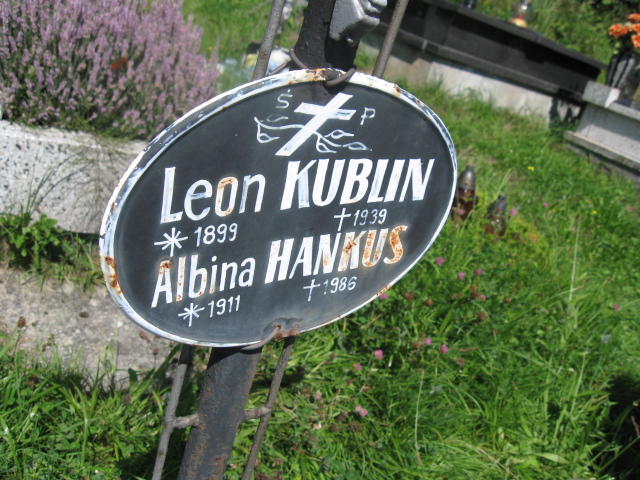 Ś P
Leon KUBLIN
* 1899 † 1939
Albina HANKUS
* 1911 † 1986